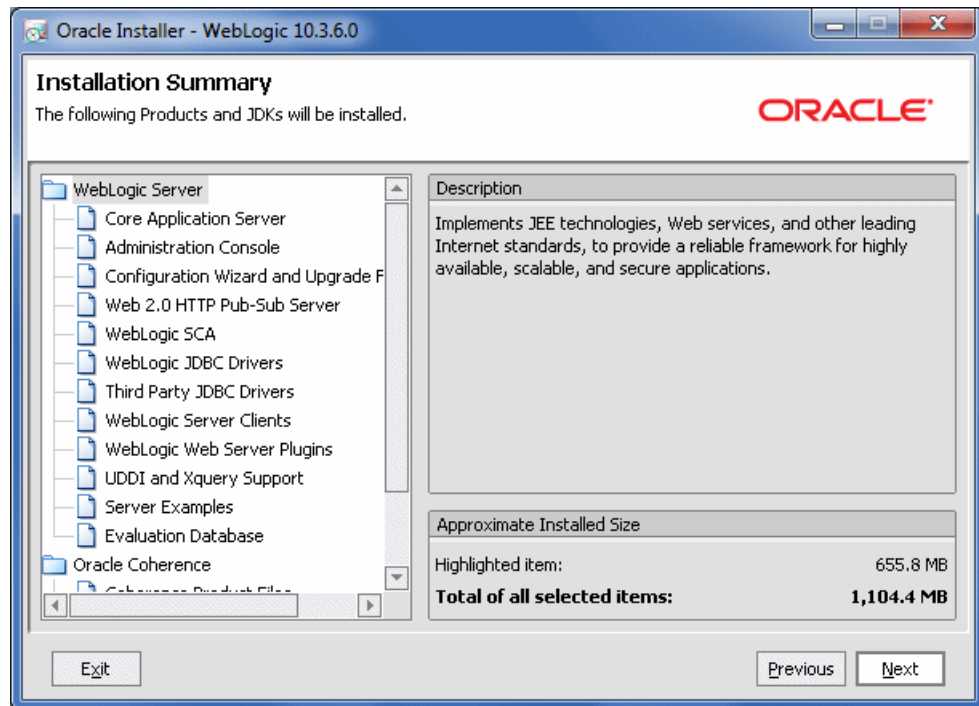 Oracle Installer - WebLogic 10.3.6.0
Installation Summary
The following Products and JDKs will be installed.
ORACLE
WebLogic Server
Core Application Server
Administration Console
Configuration Wizard and Upgrade F
Web 2.0 HTTP Pub-Sub Server
WebLogic SCA
WebLogic JDBC Drivers
Third Party JDBC Drivers
WebLogic Server Clients
WebLogic Web Server Plugins
UDDI and Xquery Support
Server Examples
Evaluation Database
Oracle Coherence
Coherence Product Files
Description
Implements JEE technologies, Web services, and other leading
Internet standards, to provide a reliable framework for highly
available, scalable, and secure applications.
Approximate Installed Size
Highlighted item: 655.8 MB
Total of all selected items: 1,104.4 MB
Exit
Previous
Next